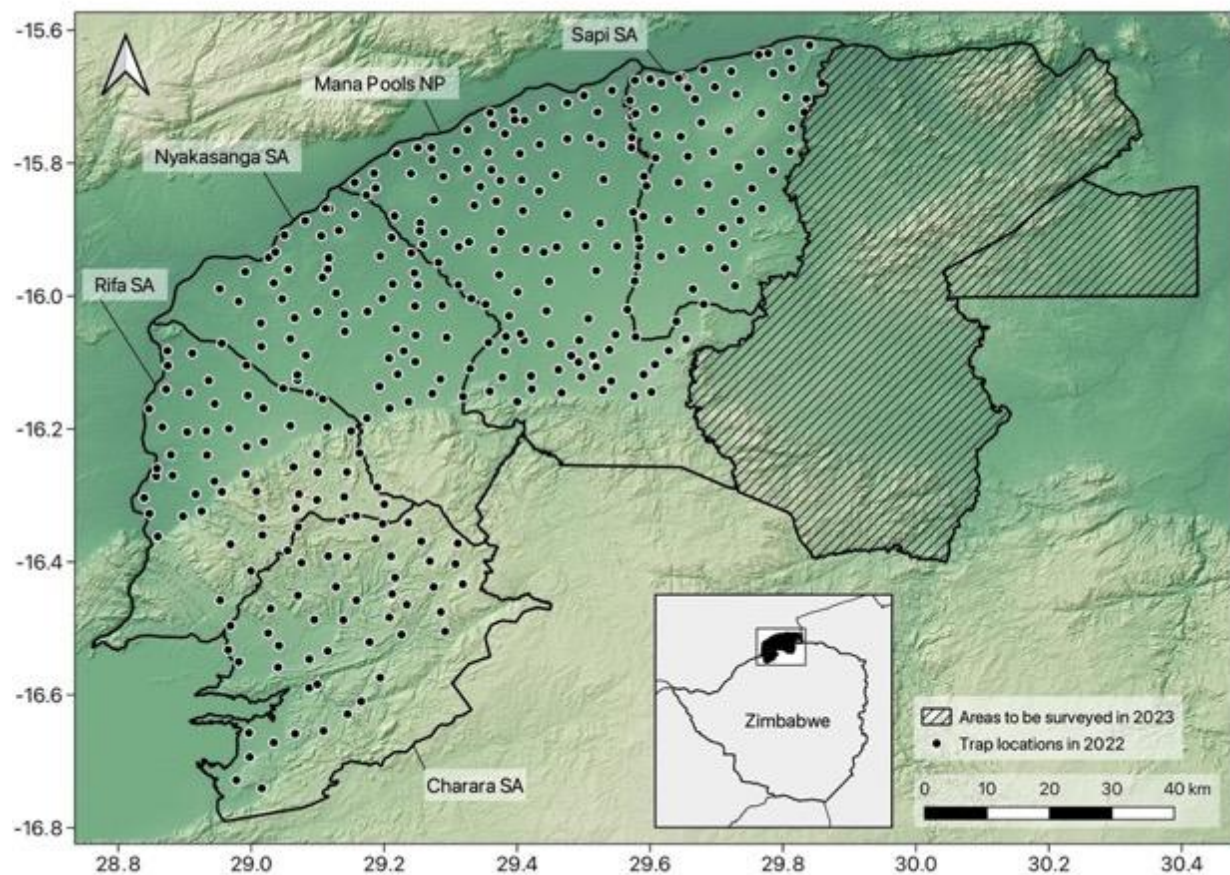 -15.6
-15.8
-16.0
-16.2
-16.4
-16.6
-16.8
Sapi SA
Mana Pools NP
Nyakasanga SA
Rifa SA
Charara SA
Zimbabwe
Areas to be surveyed in 2023
Trap locations in 2022
0 10 20 30 40 km
28.8 29.0 29.2 29.4 29.6 29.8 30.0 30.2 30.4